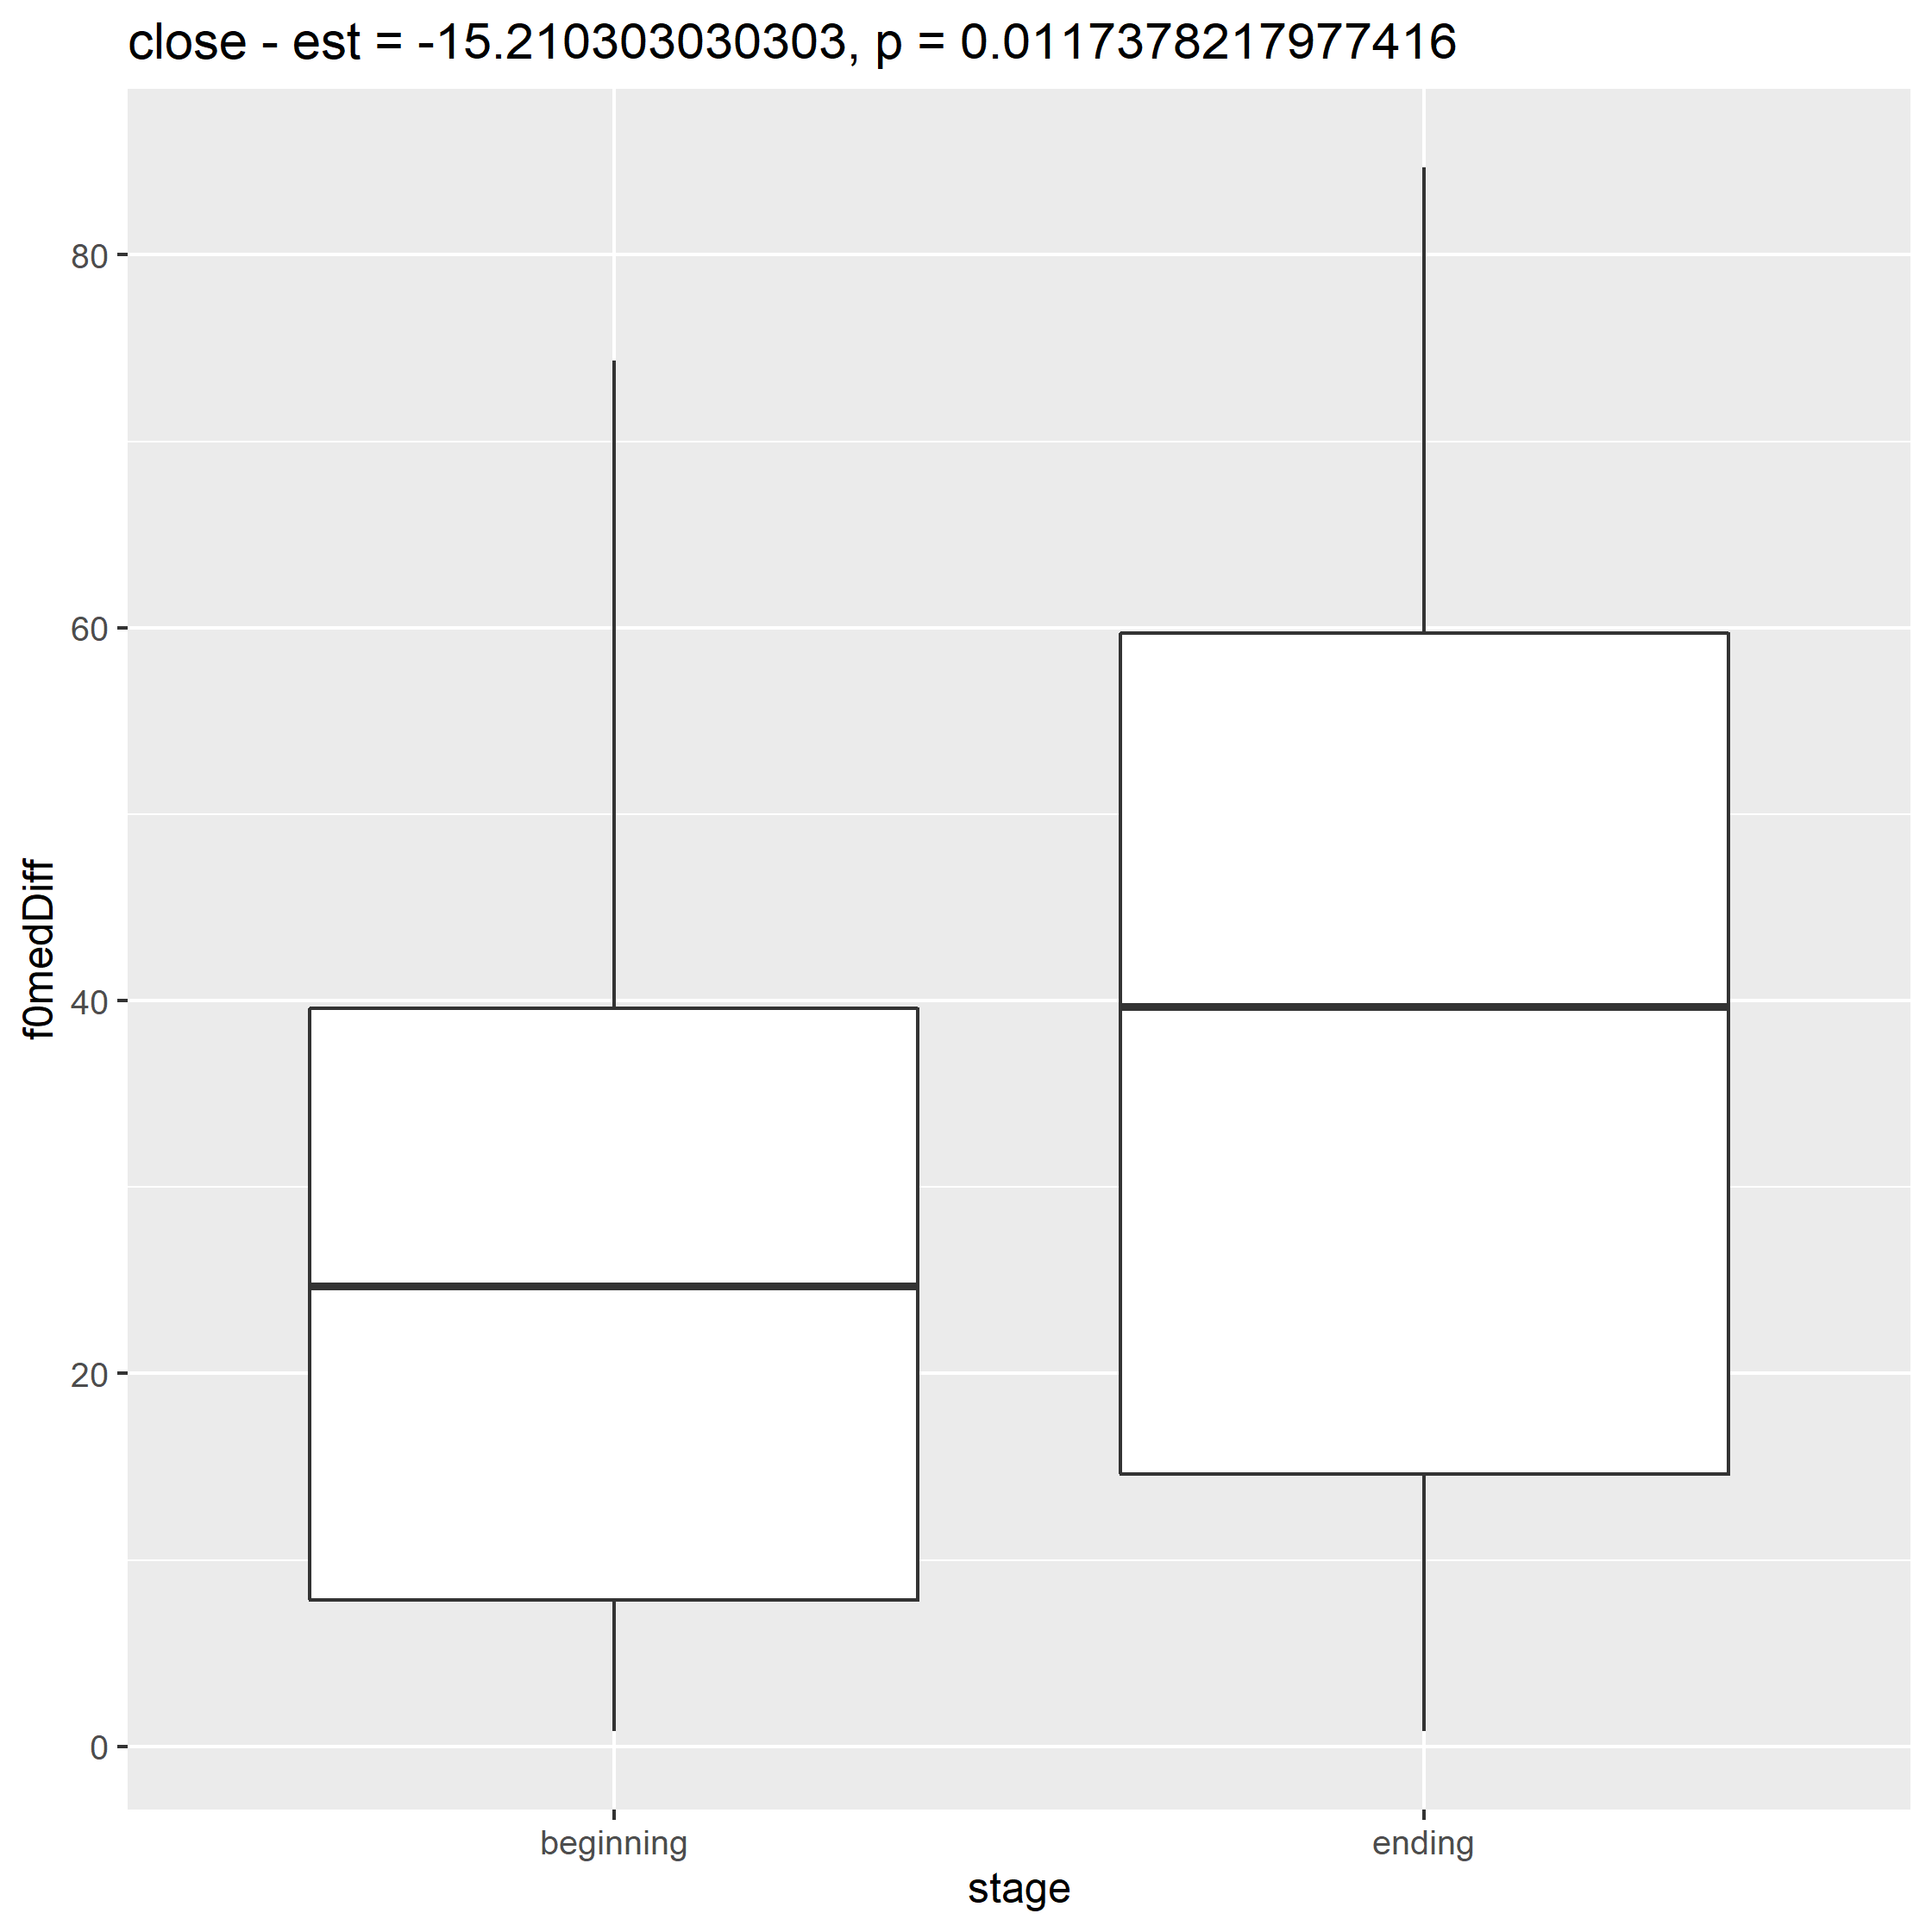 close - est = -15.210303030303, p = 0.0117378217977416
f0medDiff
80
60
40
20
0
beginning
ending
stage